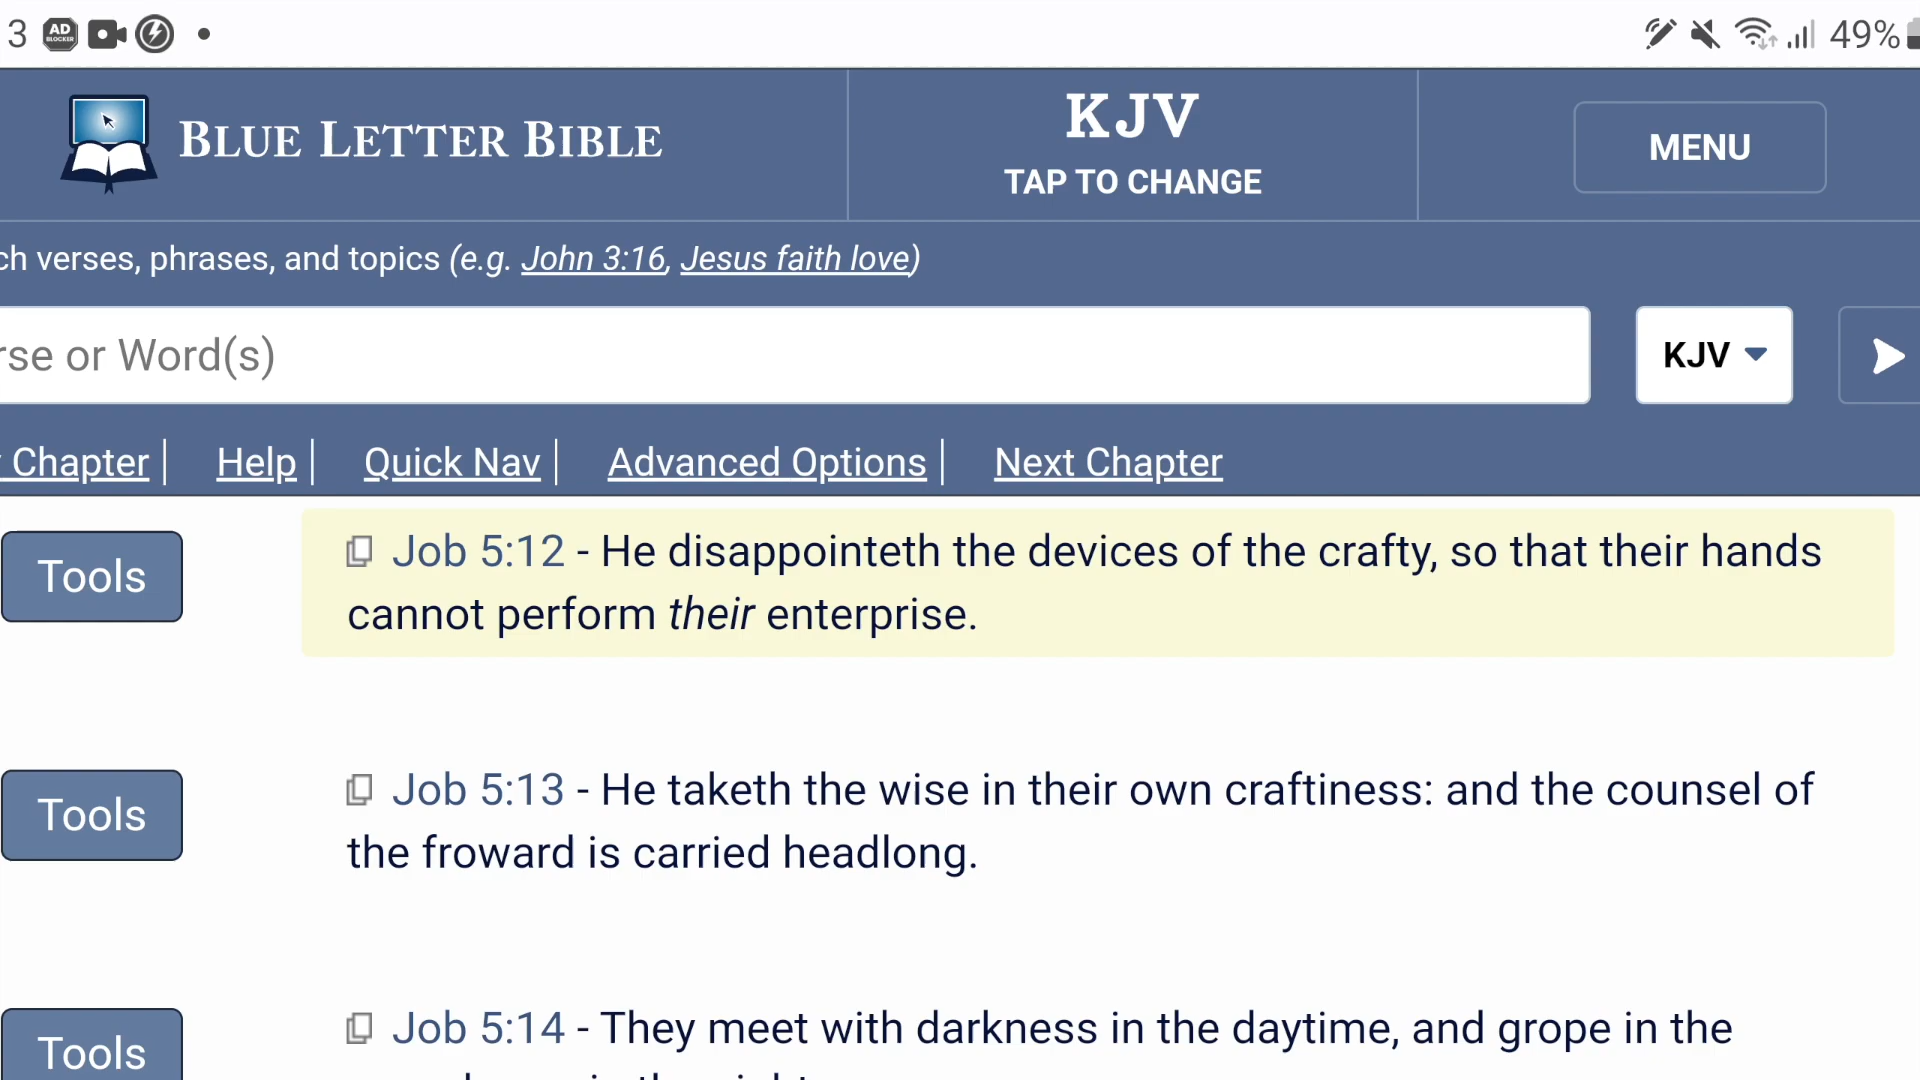 3 AD BLOCKER 49%
BLUE LETTER BIBLE
KJV
TAP TO CHANGE
MENU
ch verses, phrases, and topics (e.g. John 3:16, Jesus faith love)
rse or Word(s)
KJV
Chapter | Help | Quick Nav | Advanced Options | Next Chapter
Tools
Job 5:12 - He disappointeth the devices of the crafty, so that their hands
cannot perform their enterprise.
Tools
Job 5:13 - He taketh the wise in their own craftiness: and the counsel of
the froward is carried headlong.
Tools
Job 5:14 - They meet with darkness in the daytime, and grope in the